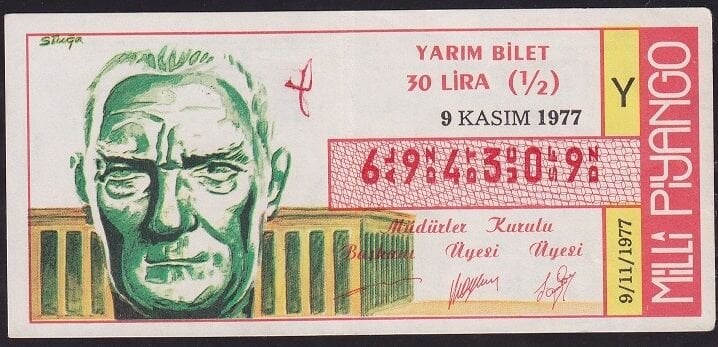 Singa
YARIM BİLET
30 LİRA (1/2)
9 KASIM 1977
Y
694309
Müdürler Kurulu
Başkanı Üyesi Üyesi
9/11/1977
MİLLİ PİYANGO